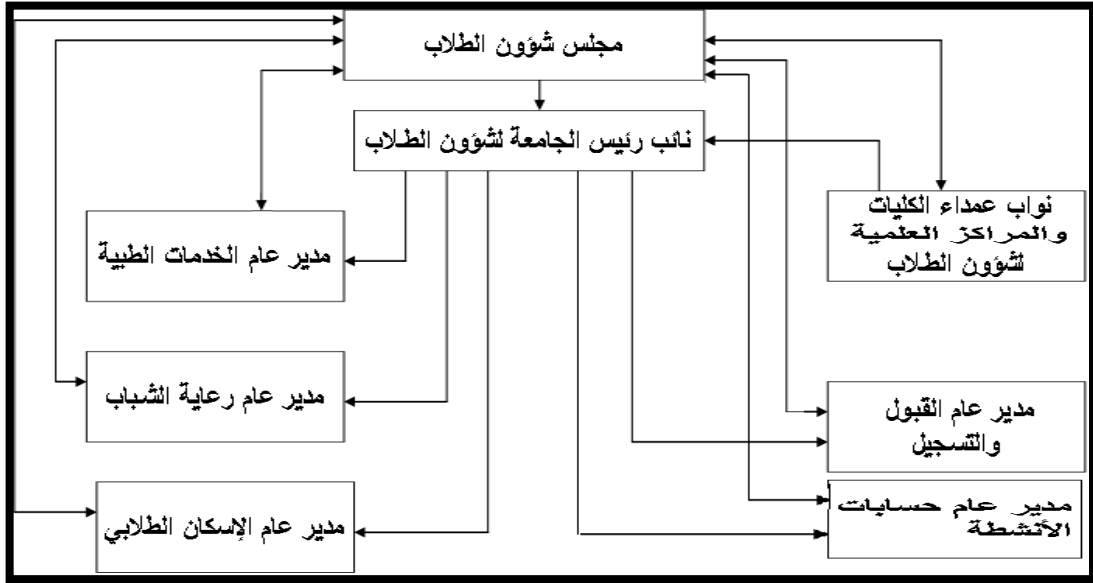 مجلس شؤون الطلاب
نائب رئيس الجامعة لشؤون الطلاب
نواب عمداء الكليات
والمراكز العلمية
لشؤون الطلاب
مدير عام الخدمات الطبية
مدير عام القبول
والتسجيل
مدير عام رعاية الشباب
مدير عام حسابات
الأنشطة
مدير عام الإسكان الطلابي